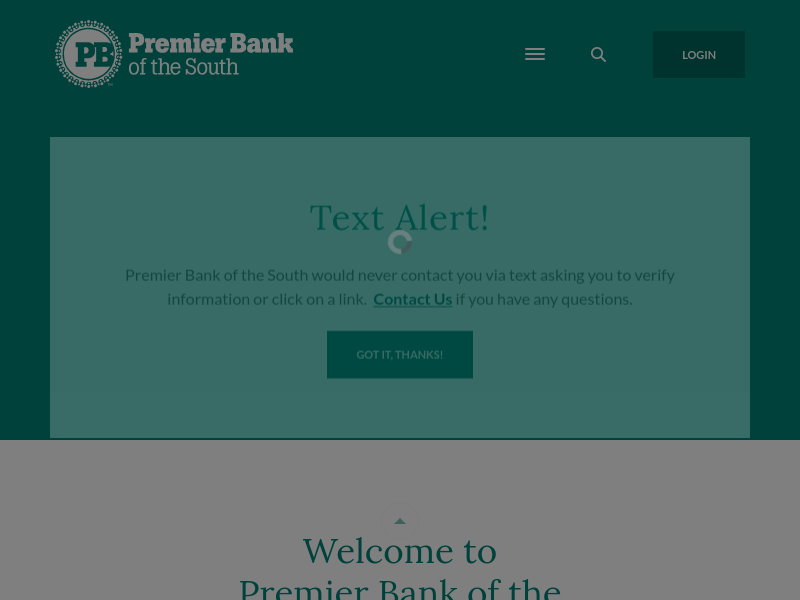 PB
Premier Bank
of the South
LOGIN
Text Alert!
Premier Bank of the South would never contact you via text asking you to verify
information or click on a link. Contact Us if you have any questions.
GOT IT, THANKS!
Welcome to
Premier Bank of the